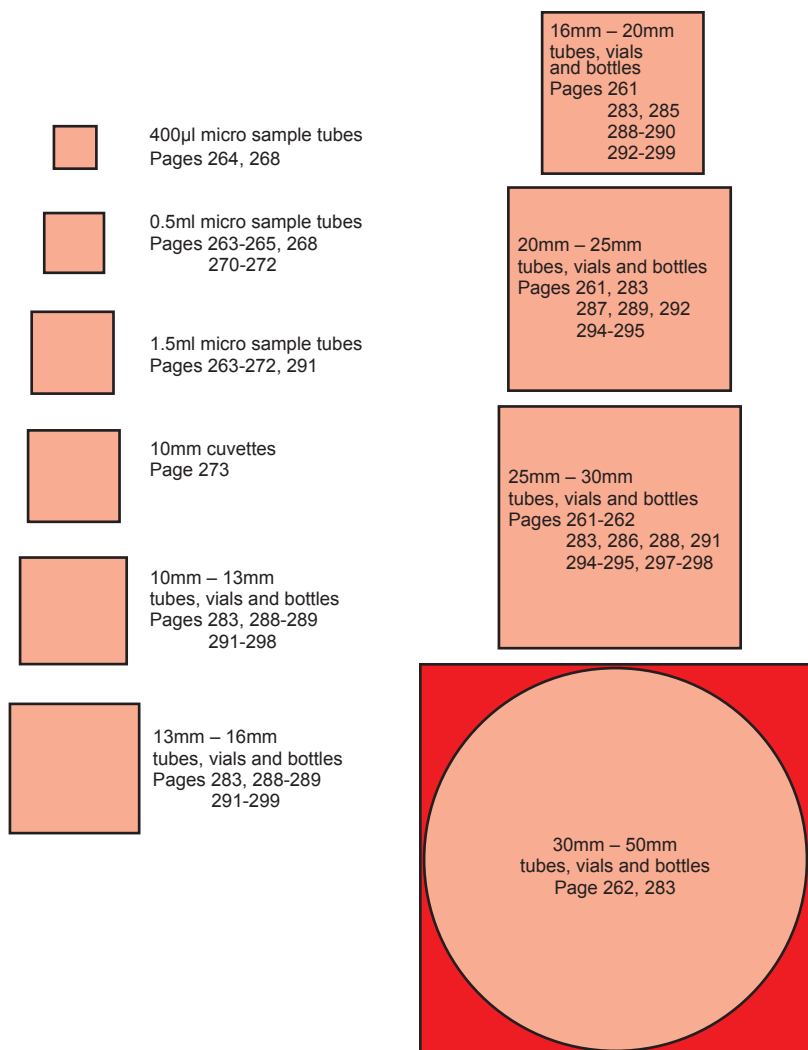 400µl micro sample tubes
Pages 264, 268
0.5ml micro sample tubes
Pages 263-265, 268
270-272
1.5ml micro sample tubes
Pages 263-272, 291
10mm cuvettes
Page 273
10mm – 13mm
tubes, vials and bottles
Pages 283, 288-289
291-298
13mm – 16mm
tubes, vials and bottles
Pages 283, 288-289
291-299
16mm – 20mm
tubes, vials
and bottles
Pages 261
283, 285
288-290
292-299
20mm – 25mm
tubes, vials and bottles
Pages 261, 283
287, 289, 292
294-295
25mm – 30mm
tubes, vials and bottles
Pages 261-262
283, 286, 288, 291
294-295, 297-298
30mm – 50mm
tubes, vials and bottles
Page 262, 283